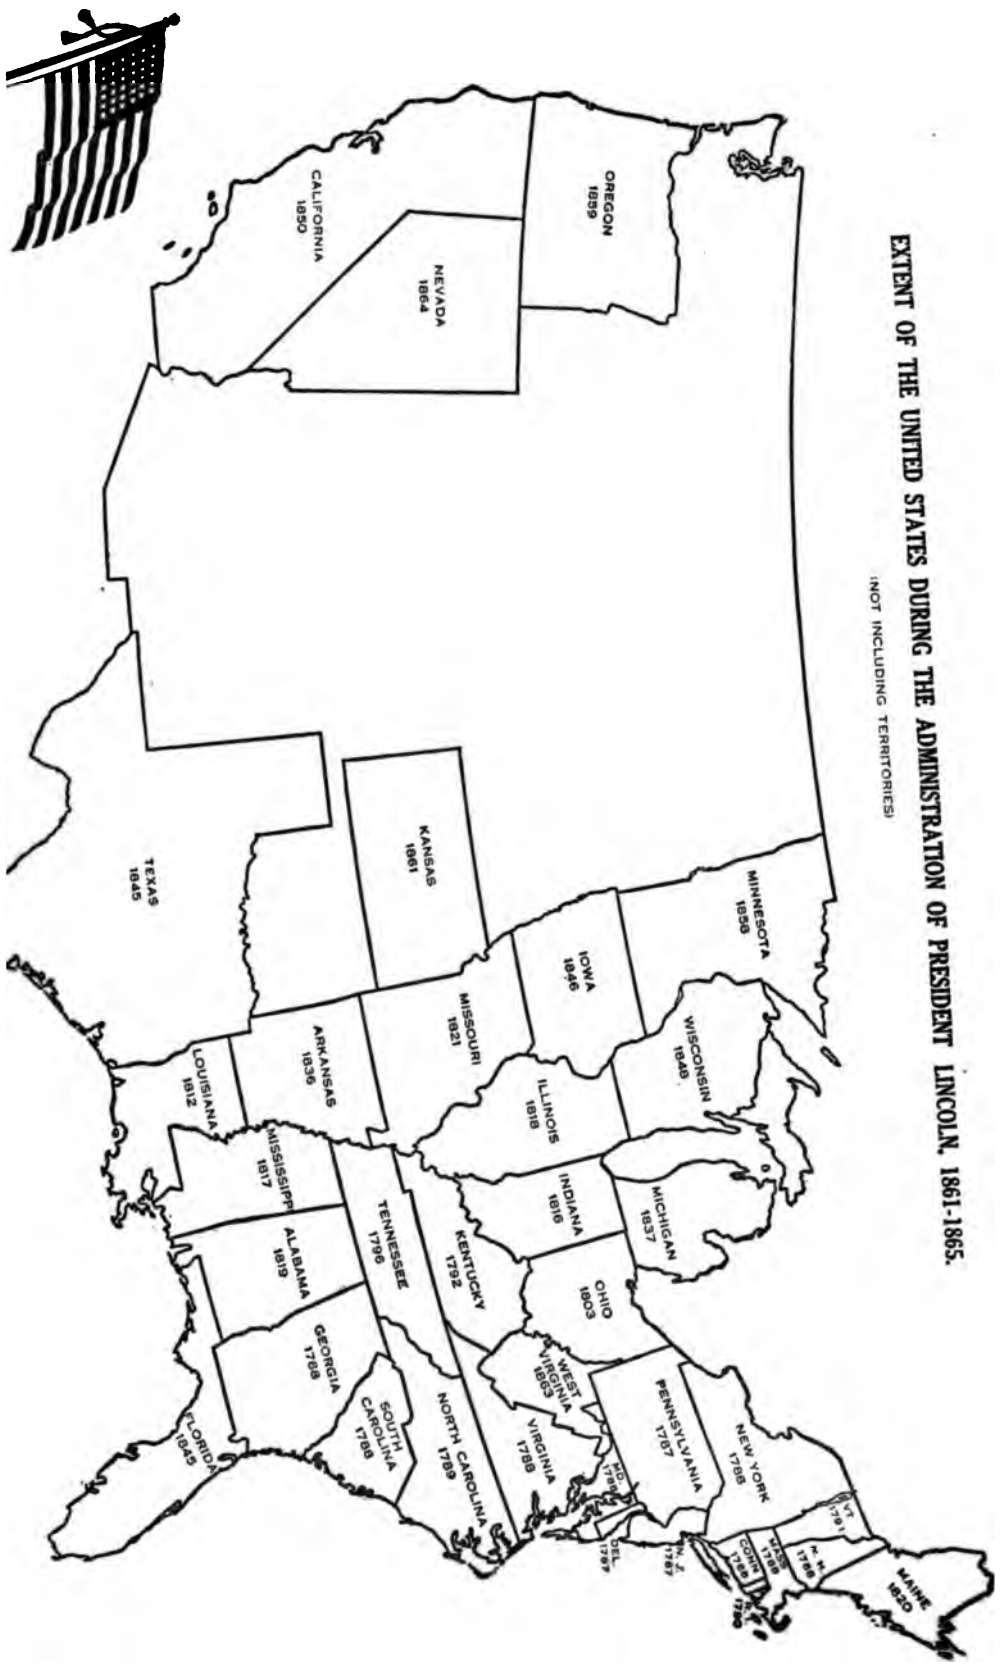 EXTENT OF THE UNITED STATES DURING THE ADMINISTRATION OF PRESIDENT LINCOLN, 1861-1865.
(NOT INCLUDING TERRITORIES)
OREGON
1859
CALIFORNIA
1850
NEVADA
1864
MINNESOTA
1858
KANSAS
1861
TEXAS
1845
IOWA
1846
MISSOURI
1821
ARKANSAS
1836
LOUISIANA
1812
WISCONSIN
1848
ILLINOIS
1818
MICHIGAN
1837
INDIANA
1816
OHIO
1803
KENTUCKY
1792
TENNESSEE
1796
MISSISSIPPI
1817
ALABAMA
1819
GEORGIA
1788
FLORIDA
1845
SOUTH
CAROLINA
1788
NORTH CAROLINA
1789
VIRGINIA
1788
WEST
VIRGINIA
1863
PENNSYLVANIA
1787
NEW YORK
1788
MD.
1788
DEL.
1787
N. J.
1787
CONN
1788
R.I.
1790
MASS
1788
N. H.
1788
VT
1791
MAINE
1820